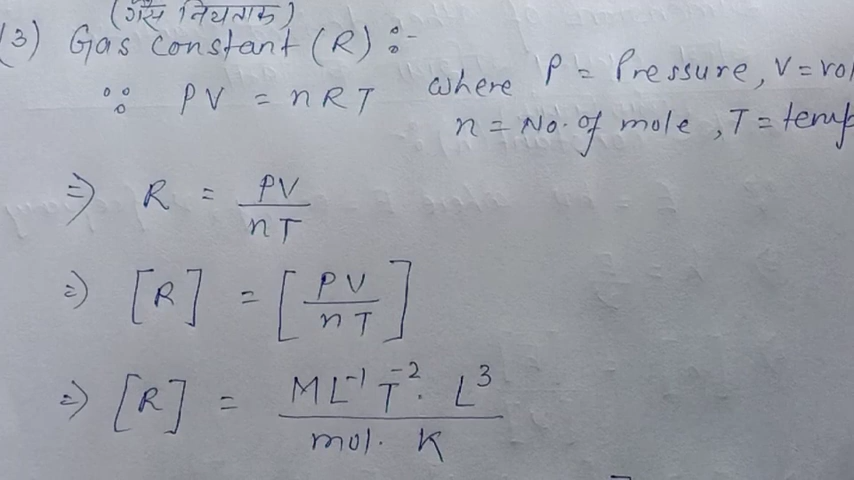 (गैस नियतांक)
(3) Gas constant (R) :-
∵ PV = nRT where P = Pressure, V = vol
n = No. of mole, T = temp
⇒ R = PV/nT
⇒ [R] = [PV/nT]
⇒ [R] = ML⁻¹T⁻². L³/mol. K